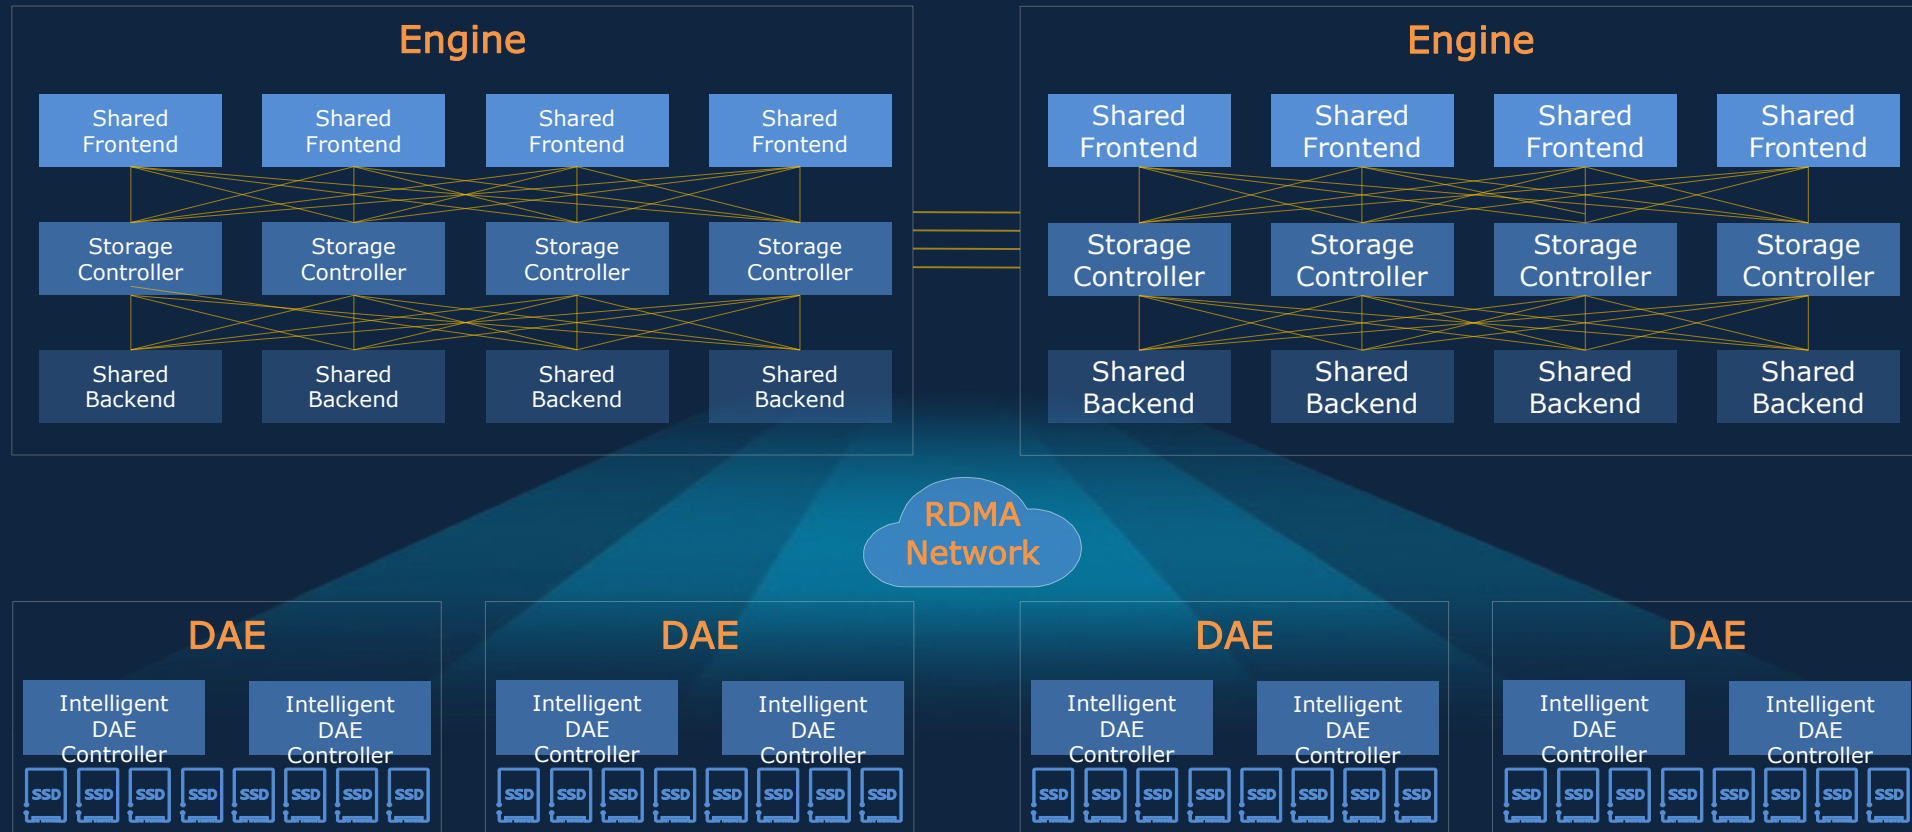 Engine
Engine
Shared
Frontend
Shared
Frontend
Shared
Frontend
Shared
Frontend
Shared
Frontend
Shared
Frontend
Shared
Frontend
Shared
Frontend
Storage
Controller
Storage
Controller
Storage
Controller
Storage
Controller
Storage
Controller
Storage
Controller
Storage
Controller
Storage
Controller
Shared
Backend
Shared
Backend
Shared
Backend
Shared
Backend
Shared
Backend
Shared
Backend
Shared
Backend
Shared
Backend
RDMA
Network
DAE
DAE
DAE
DAE
Intelligent
DAE
Controller
Intelligent
DAE
Controller
Intelligent
DAE
Controller
Intelligent
DAE
Controller
Intelligent
DAE
Controller
Intelligent
DAE
Controller
Intelligent
DAE
Controller
Intelligent
DAE
Controller
SSD SSD SSD SSD SSD SSD SSD SSD
SSD SSD SSD SSD SSD SSD SSD SSD
SSD SSD SSD SSD SSD SSD SSD SSD
SSD SSD SSD SSD SSD SSD SSD SSD